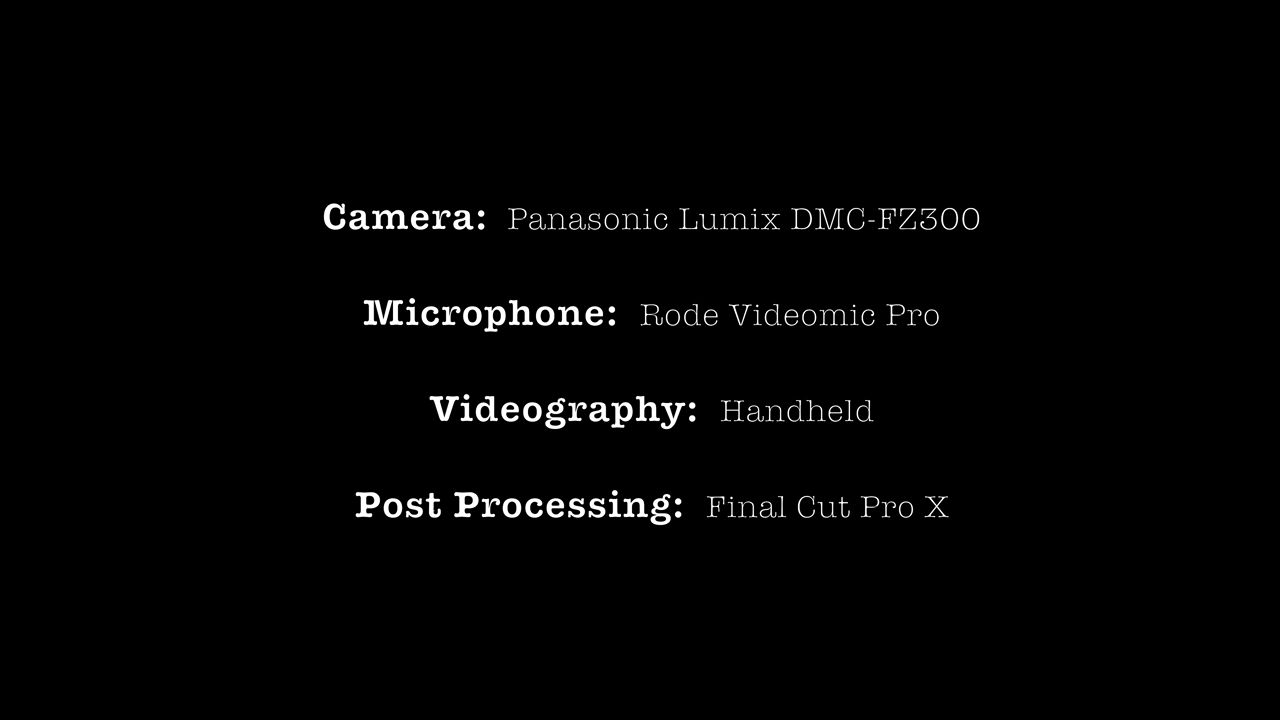 Camera: Panasonic Lumix DMC-FZ300
Microphone: Rode Videomic Pro
Videography: Handheld
Post Processing: Final Cut Pro X